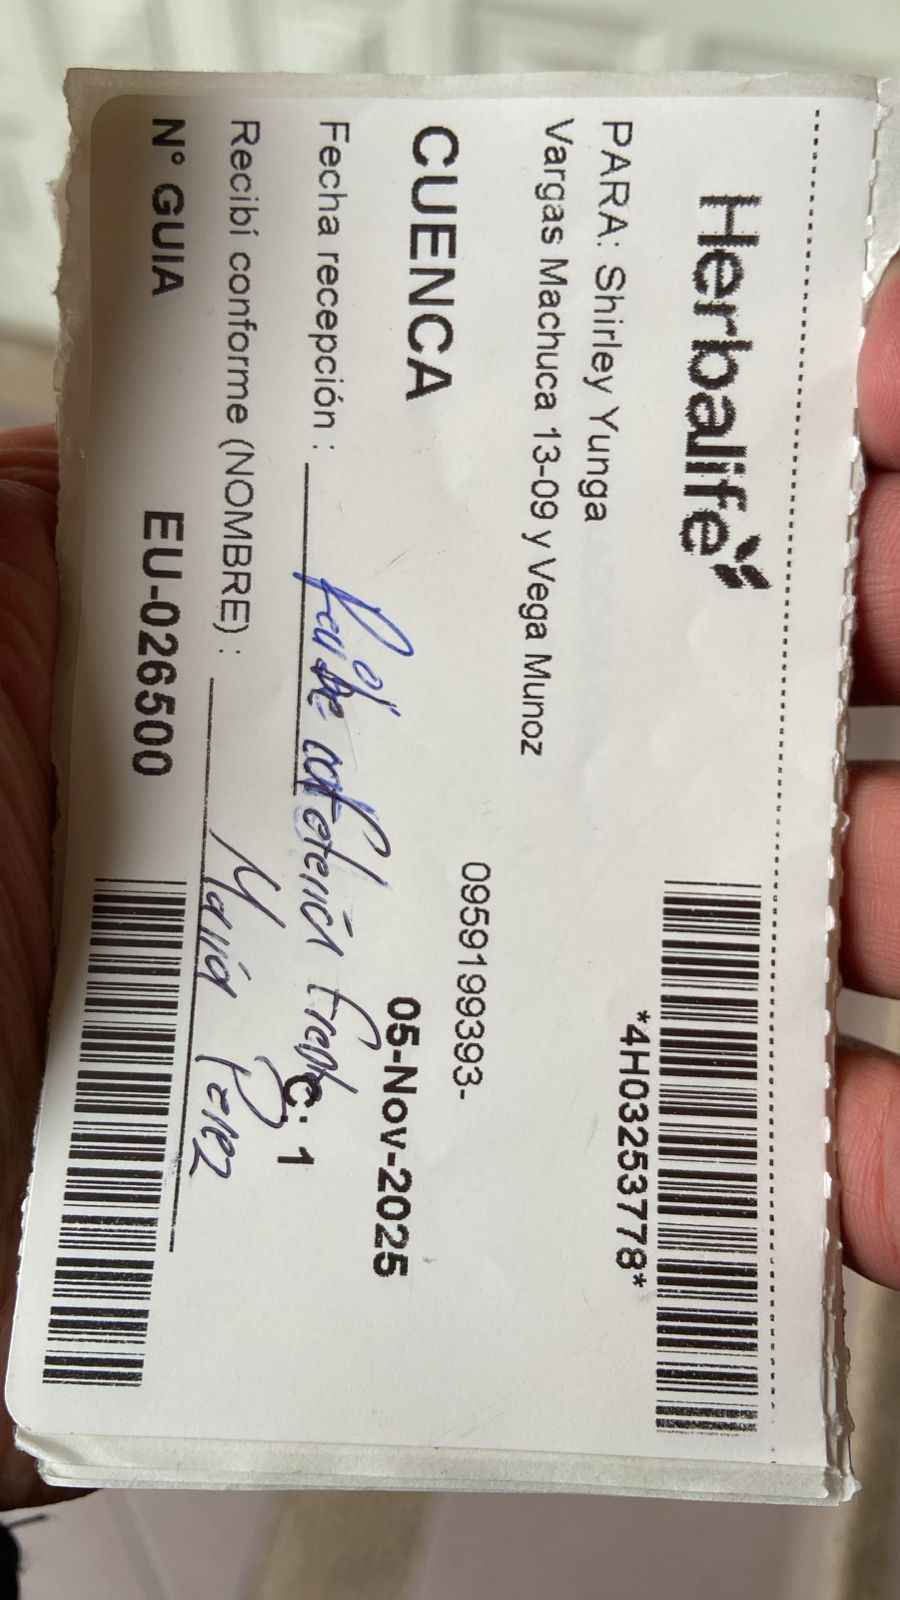 Herbalife
*4H03253778*
PARA: Shirley Yunga
Vargas Machuca 13-09 y Vega Munoz
0959199393-
CUENCA
05-Nov-2025
Fecha recepción :
C: 1
Recibí conforme (NOMBRE) : María Perez
N° GUIA EU-026500